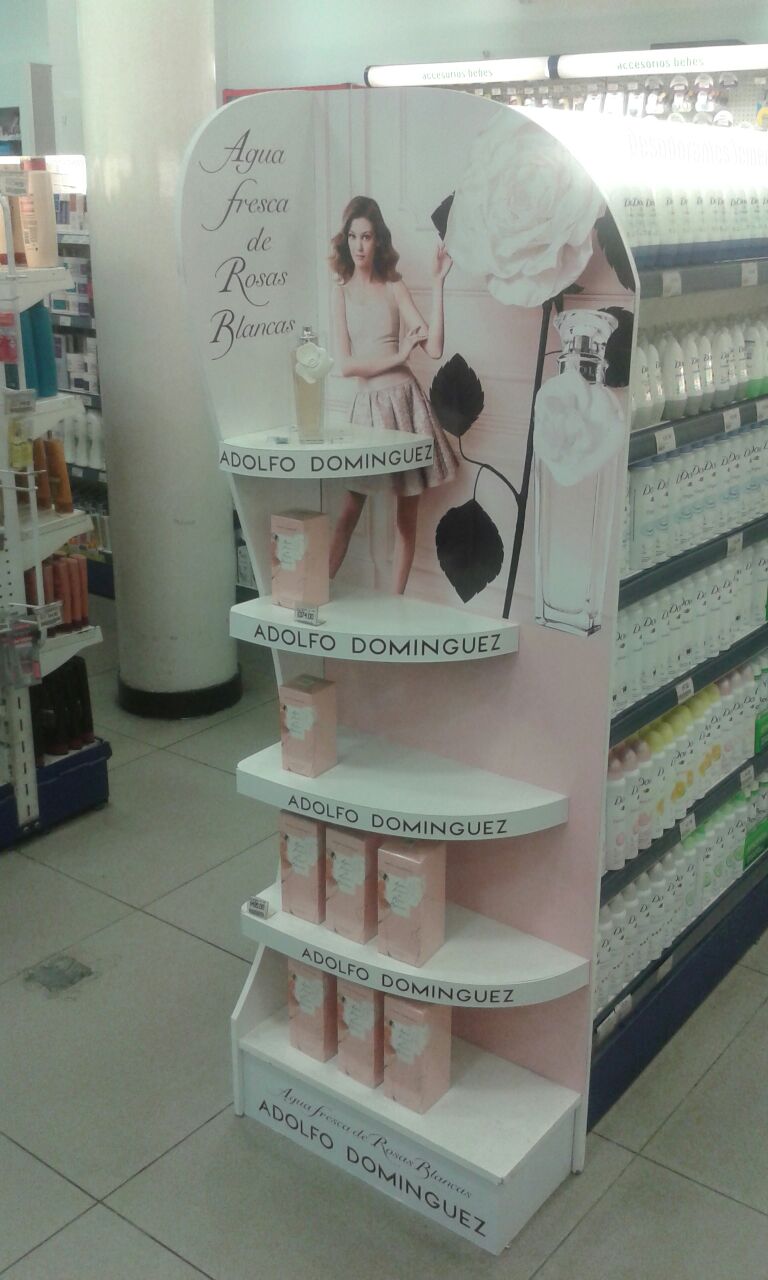 accesorios bebes
accesorios bebes
Agua
fresca
de
Rosas
Blancas
ADOLFO DOMINGUEZ
ADOLFO DOMINGUEZ
ADOLFO DOMINGUEZ
ADOLFO DOMINGUEZ
Agua fresca de Rosas Blancas
ADOLFO DOMINGUEZ